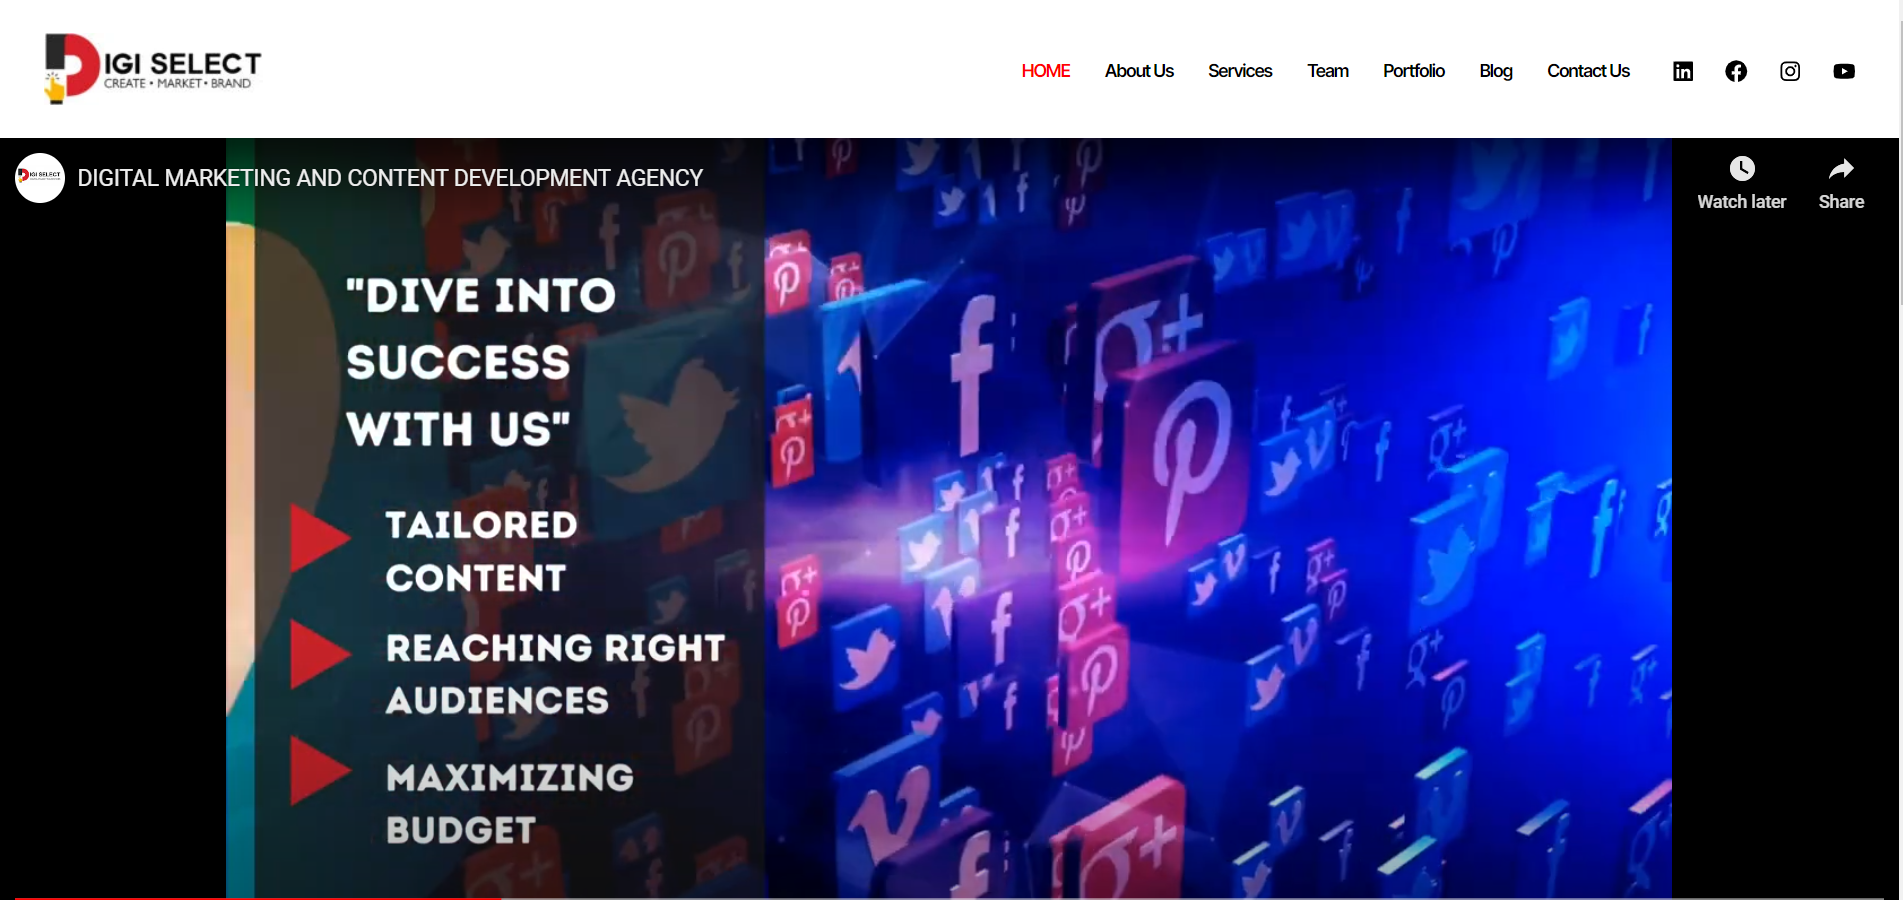 IGI SELECT
CREATE • MARKET • BRAND
HOME About Us Services Team Portfolio Blog Contact Us
DIGITAL MARKETING AND CONTENT DEVELOPMENT AGENCY
Watch later Share
"DIVE INTO
SUCCESS
WITH US"
TAILORED
CONTENT
REACHING RIGHT
AUDIENCES
MAXIMIZING
BUDGET